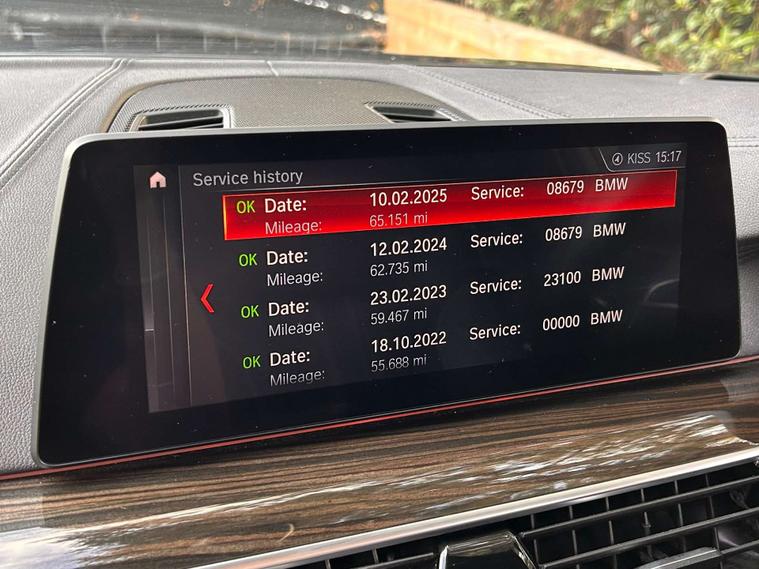 KISS 15:17
Service history
OK Date: 10.02.2025 Service: 08679 BMW
Mileage: 65.151 mi
OK Date: 12.02.2024 Service: 08679 BMW
Mileage: 62.735 mi
OK Date: 23.02.2023 Service: 23100 BMW
Mileage: 59.467 mi
OK Date: 18.10.2022 Service: 00000 BMW
Mileage: 55.688 mi